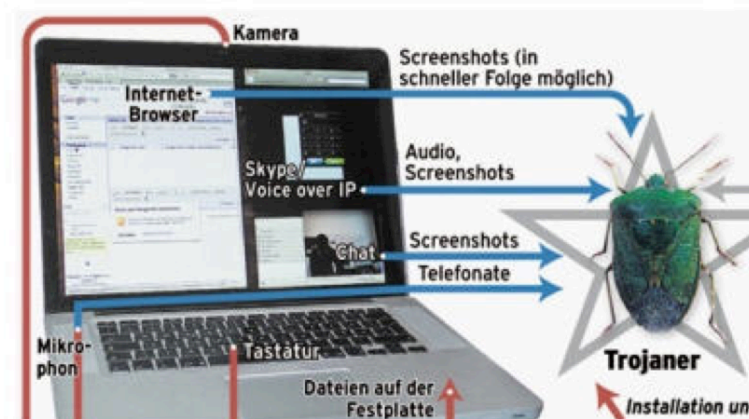 Kamera
Screenshots (in
schneller Folge möglich)
Internet-
Browser
Audio,
Screenshots
Skype/
Voice over IP
Chat
Screenshots
Telefonate
Mikro-
phon
Tastatur
Trojaner
Dateien auf der
Festplatte
Installation un